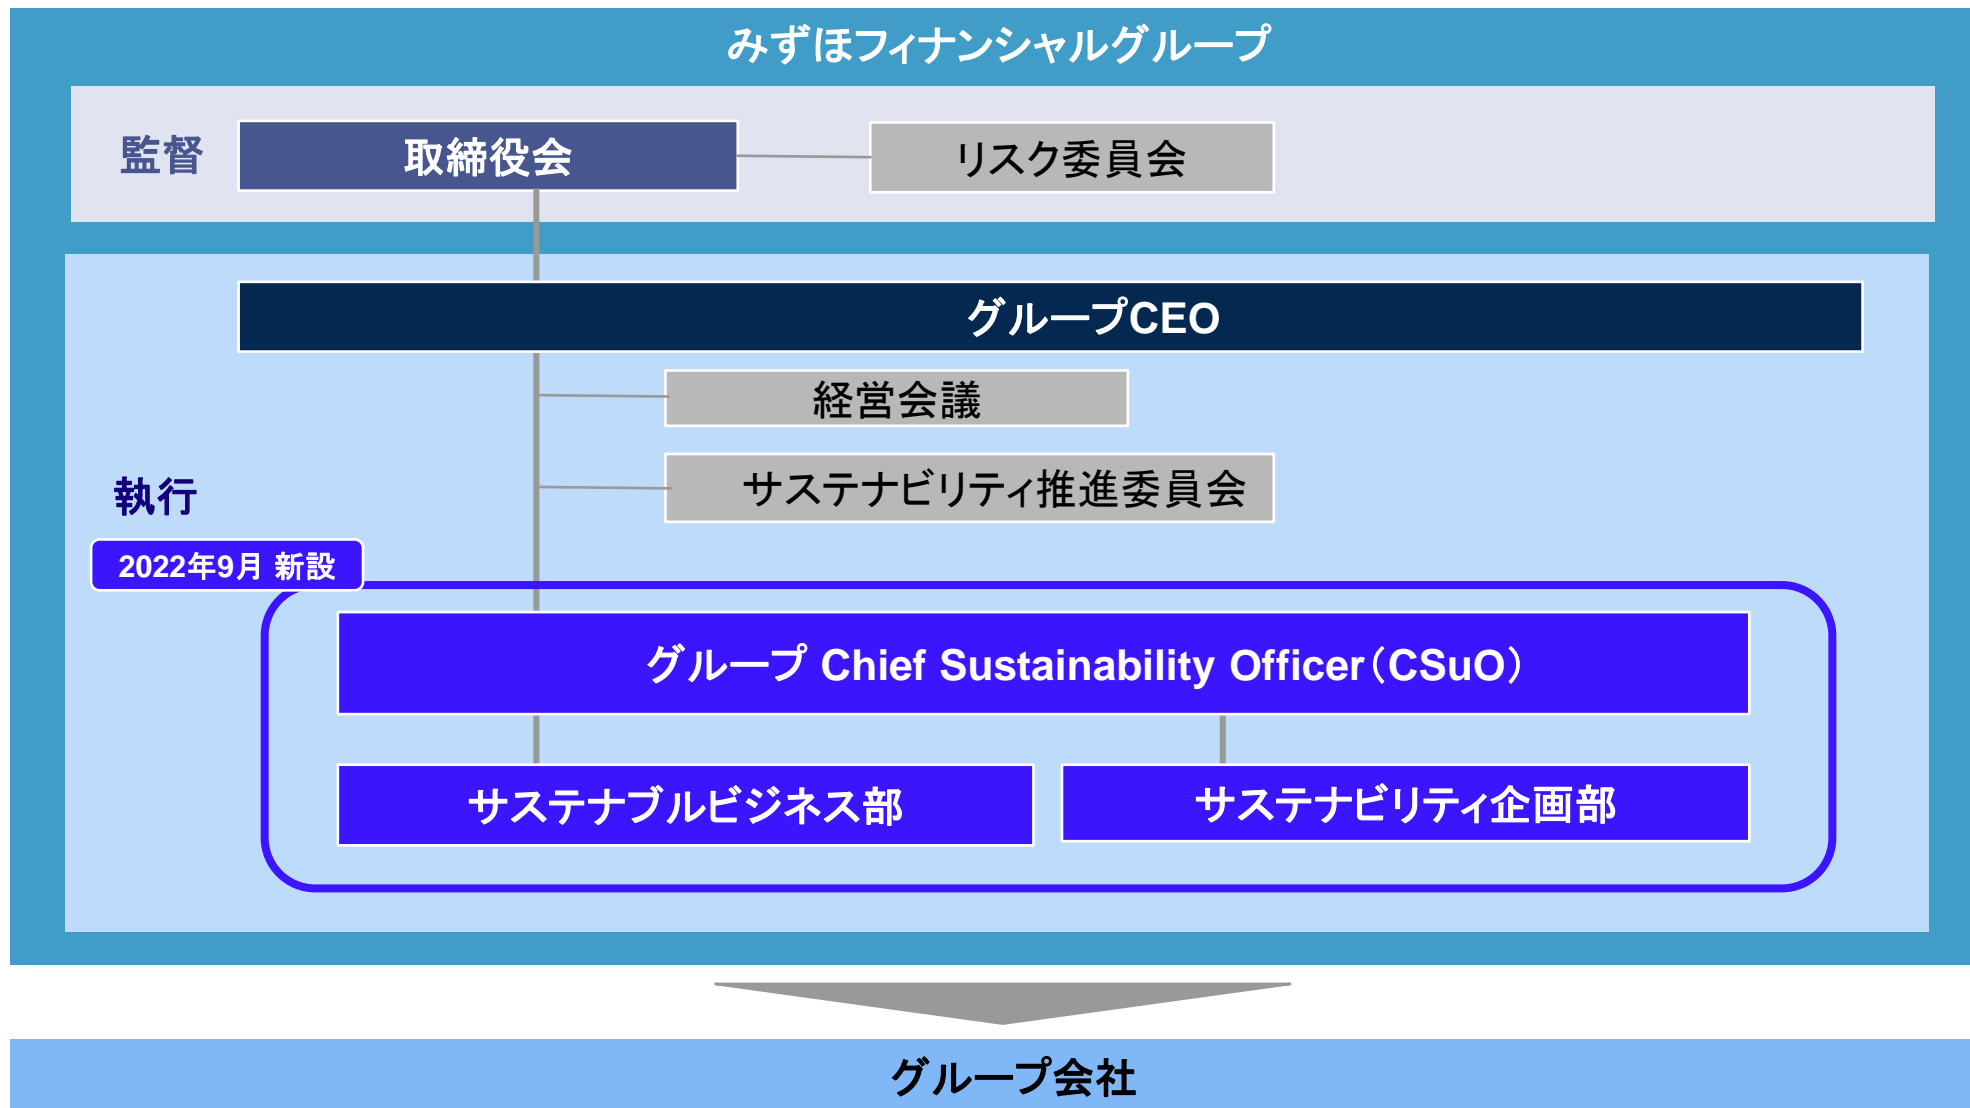 みずほフィナンシャルグループ
監督
取締役会
リスク委員会
グループCEO
経営会議
サステナビリティ推進委員会
執行
2022年9月 新設
グループ Chief Sustainability Officer（CSuO）
サステナブルビジネス部
サステナビリティ企画部
グループ会社